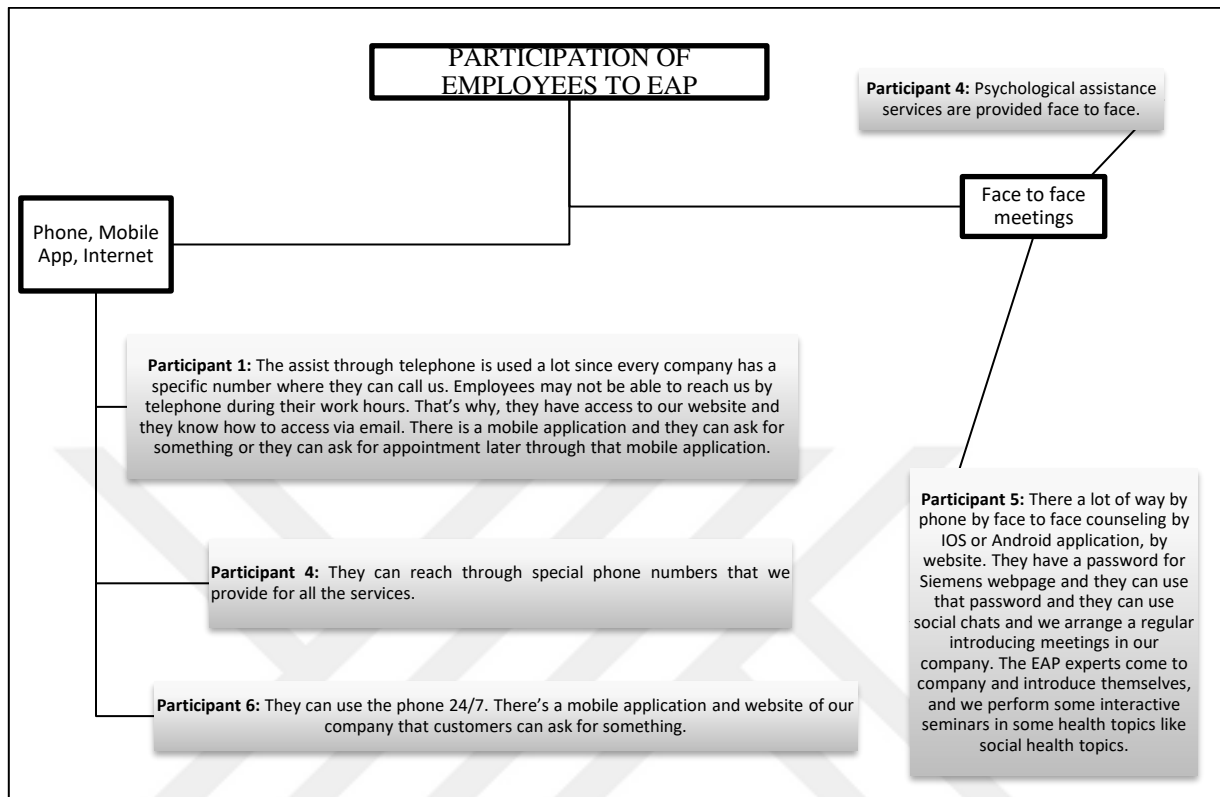 PARTICIPATION OF
EMPLOYEES TO EAP
Participant 4: Psychological assistance
services are provided face to face.
Face to face
meetings
Phone, Mobile
App, Internet
Participant 1: The assist through telephone is used a lot since every company has a
specific number where they can call us. Employees may not be able to reach us by
telephone during their work hours. That’s why, they have access to our website and
they know how to access via email. There is a mobile application and they can ask for
something or they can ask for appointment later through that mobile application.
Participant 4: They can reach through special phone numbers that we
provide for all the services.
Participant 6: They can use the phone 24/7. There’s a mobile application and website of our
company that customers can ask for something.
Participant 5: There a lot of way by
phone by face to face counseling by
IOS or Android application, by
website. They have a password for
Siemens webpage and they can use
that password and they can use
social chats and we arrange a regular
introducing meetings in our
company. The EAP experts come to
company and introduce themselves,
and we perform some interactive
seminars in some health topics like
social health topics.